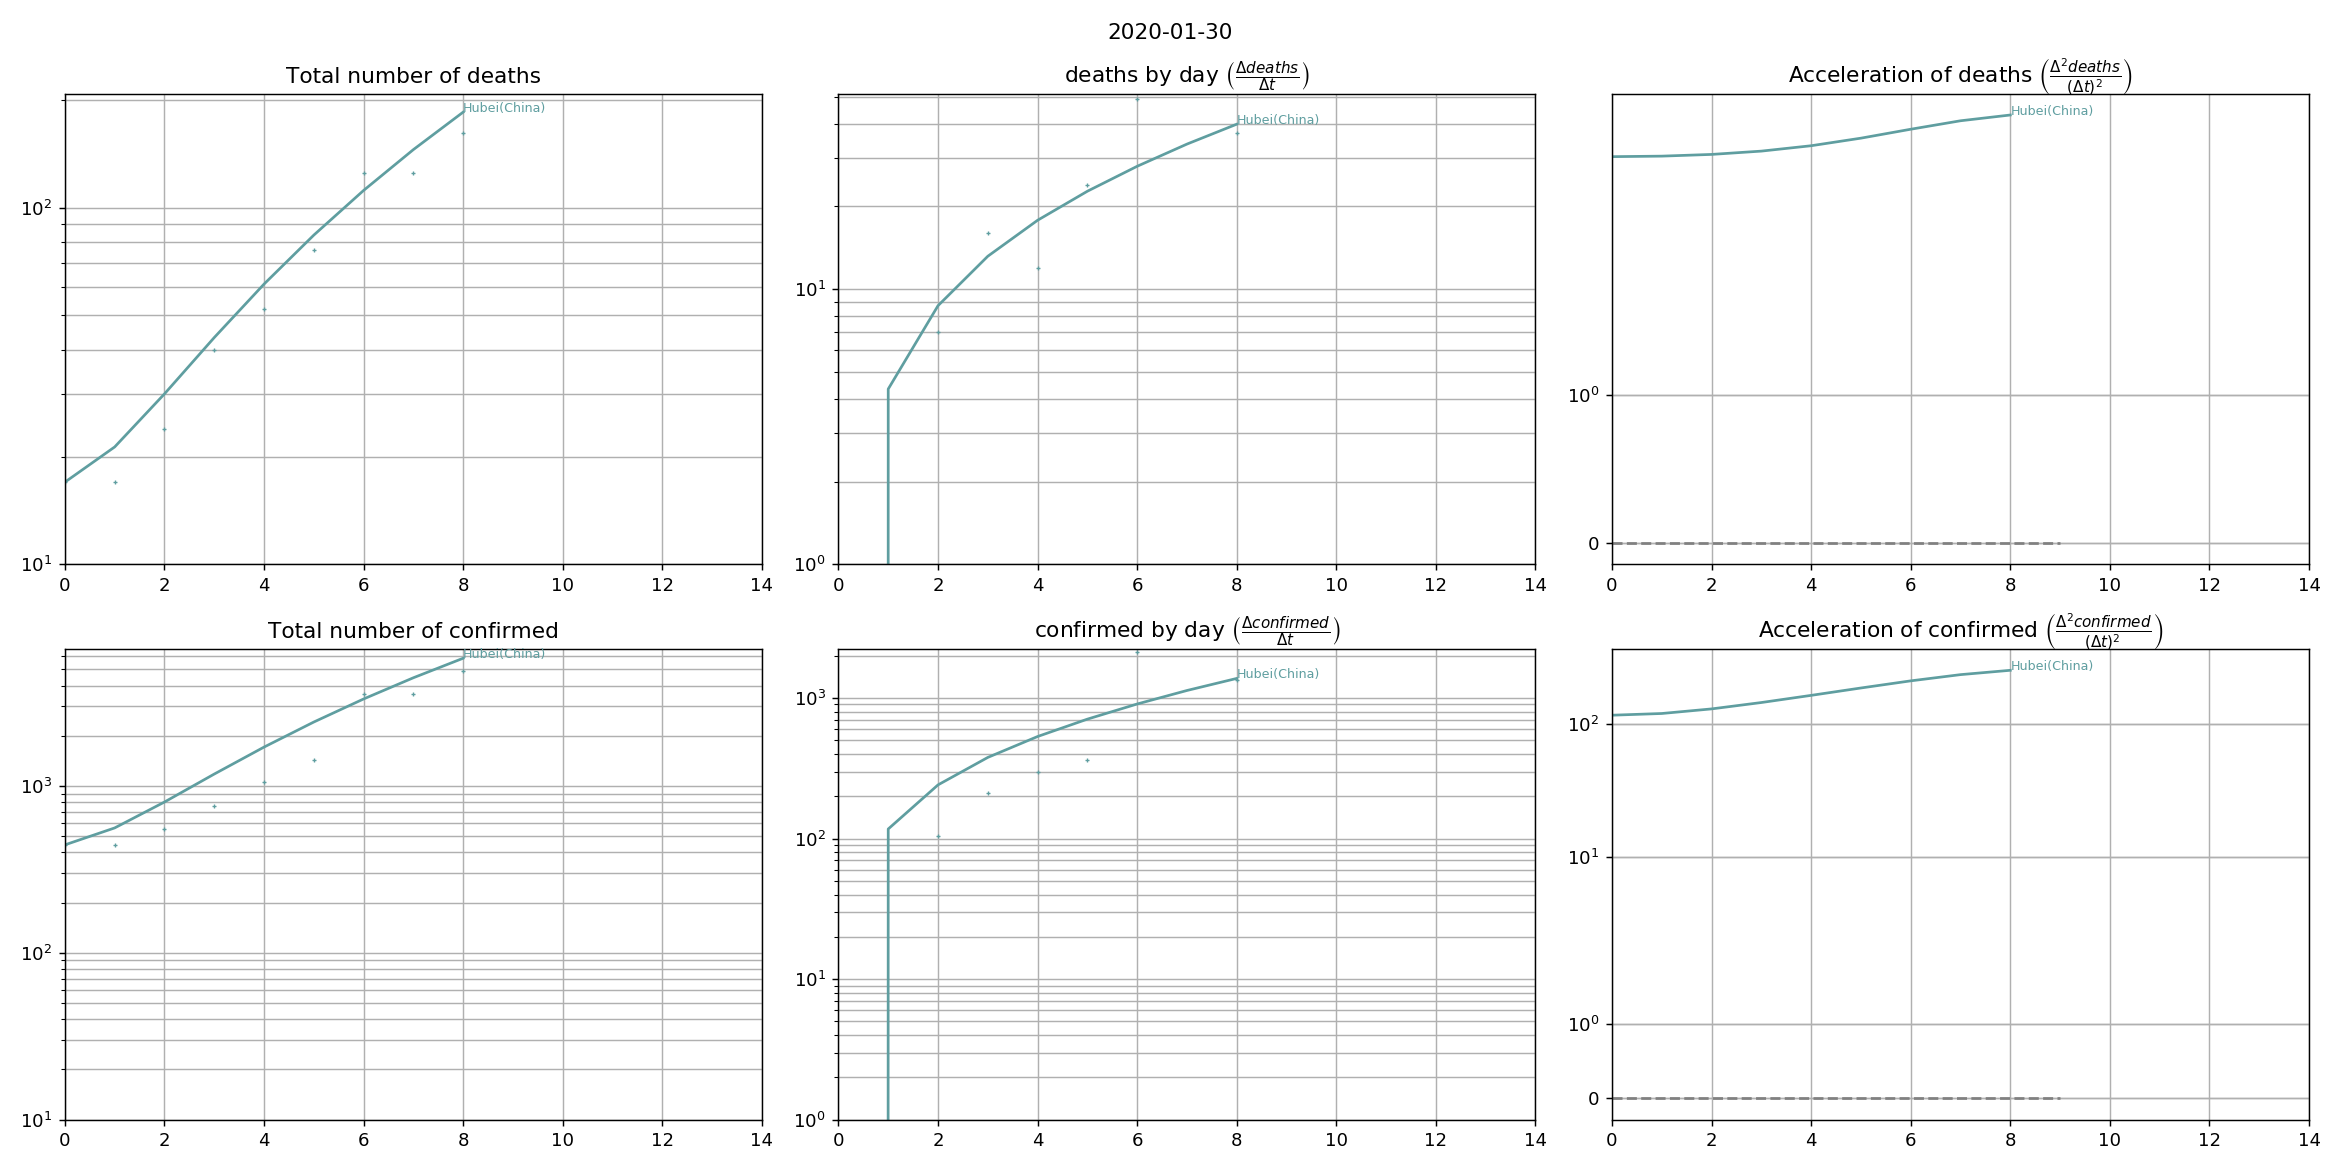 2020-01-30
Total number of deaths
Hubei(China)
10²
10¹
0 2 4 6 8 10 12 14
deaths by day (Δdeaths/Δt)
Hubei(China)
10¹
10⁰
0 2 4 6 8 10 12 14
Acceleration of deaths (Δ²deaths/(Δt)²)
Hubei(China)
10⁰
0
0 2 4 6 8 10 12 14
Total number of confirmed
Hubei(China)
10³
10²
10¹
0 2 4 6 8 10 12 14
confirmed by day (Δconfirmed/Δt)
Hubei(China)
10³
10²
10¹
10⁰
0 2 4 6 8 10 12 14
Acceleration of confirmed (Δ²confirmed/(Δt)²)
Hubei(China)
10²
10¹
10⁰
0
0 2 4 6 8 10 12 14